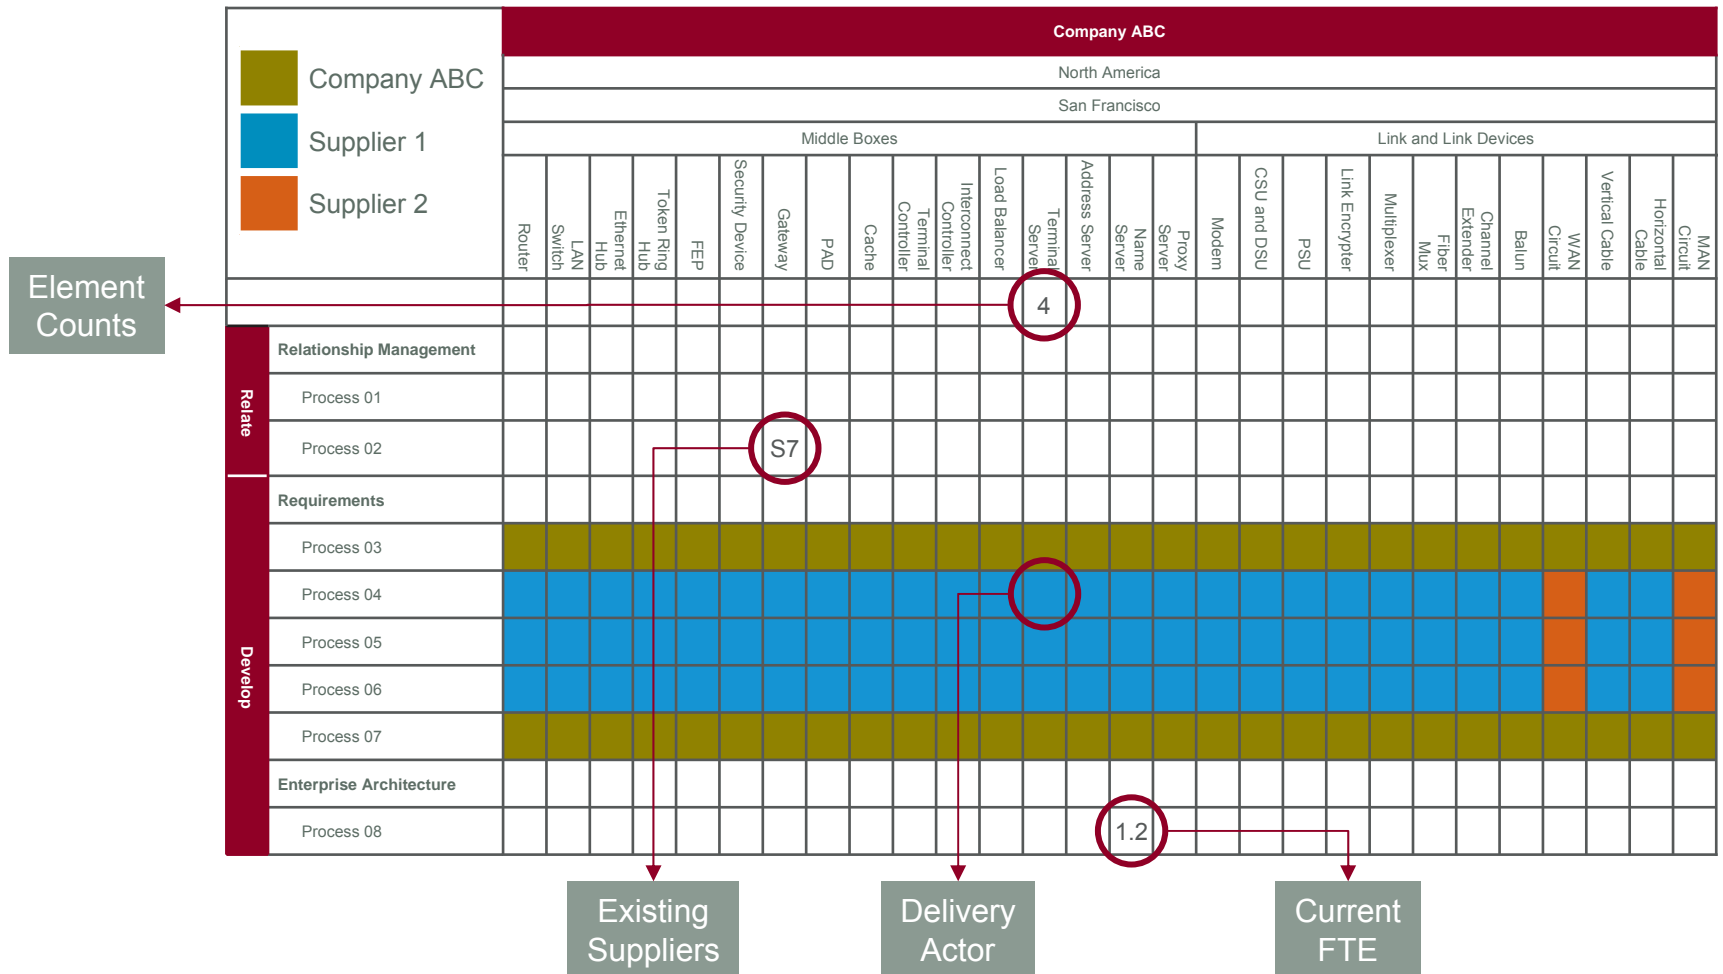 Company ABC
Supplier 1
Supplier 2
Company ABC
North America
San Francisco
Middle Boxes
Link and Link Devices
Router
LAN
Switch
Ethernet
Hub
Token Ring
Hub
FEP
Security Device
Gateway
PAD
Cache
Terminal
Controller
Interconnect
Controller
Load Balancer
Terminal
Server
Address Server
Name
Server
Proxy
Server
Modem
CSU and DSU
PSU
Link Encrypter
Multiplexer
Fiber
Mux
Channel
Extender
Balun
WAN
Circuit
Vertical Cable
Horizontal
Cable
MAN
Circuit
Element
Counts
4
Relate
Relationship Management
Process 01
Process 02
S7
Develop
Requirements
Process 03
Process 04
Process 05
Process 06
Process 07
Enterprise Architecture
Process 08
1.2
Existing
Suppliers
Delivery
Actor
Current
FTE